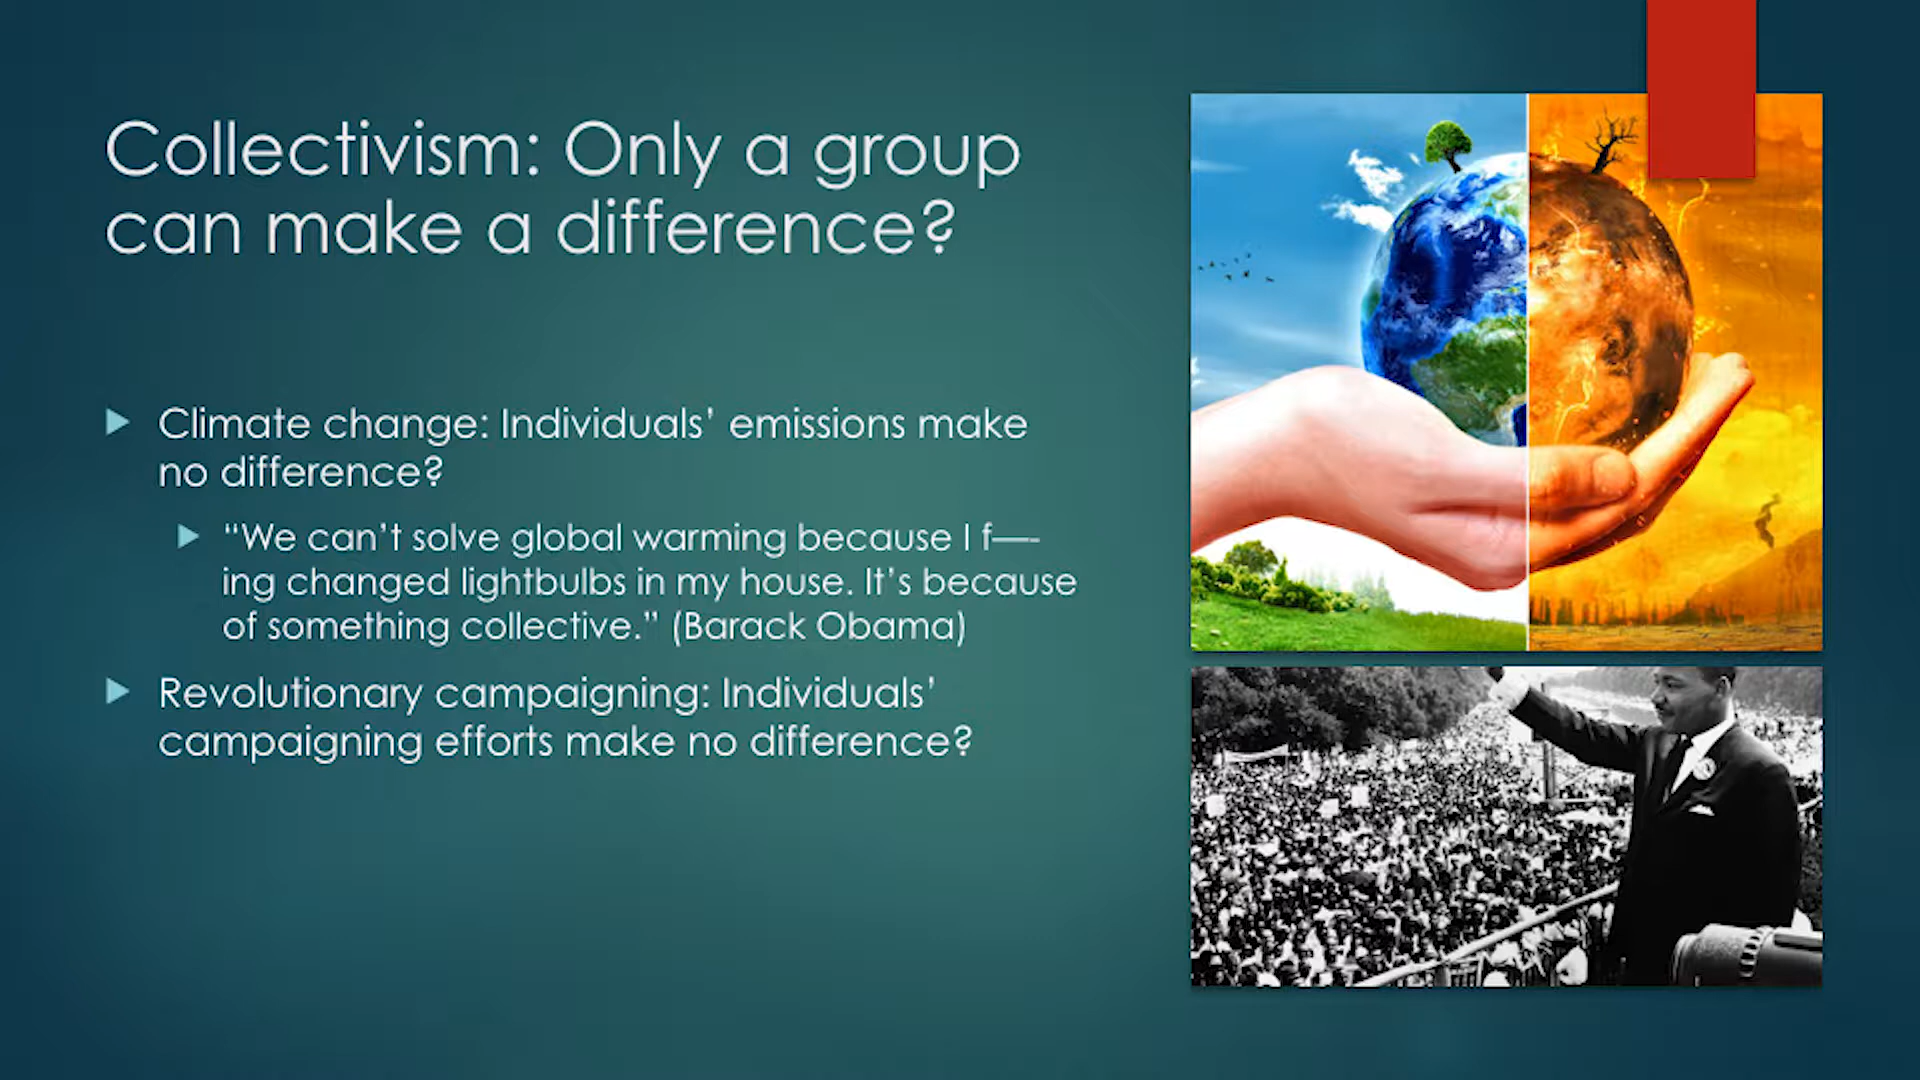 Collectivism: Only a group
can make a difference?
Climate change: Individuals’ emissions make
no difference?
“We can’t solve global warming because I f—-
ing changed lightbulbs in my house. It’s because
of something collective.” (Barack Obama)
Revolutionary campaigning: Individuals’
campaigning efforts make no difference?